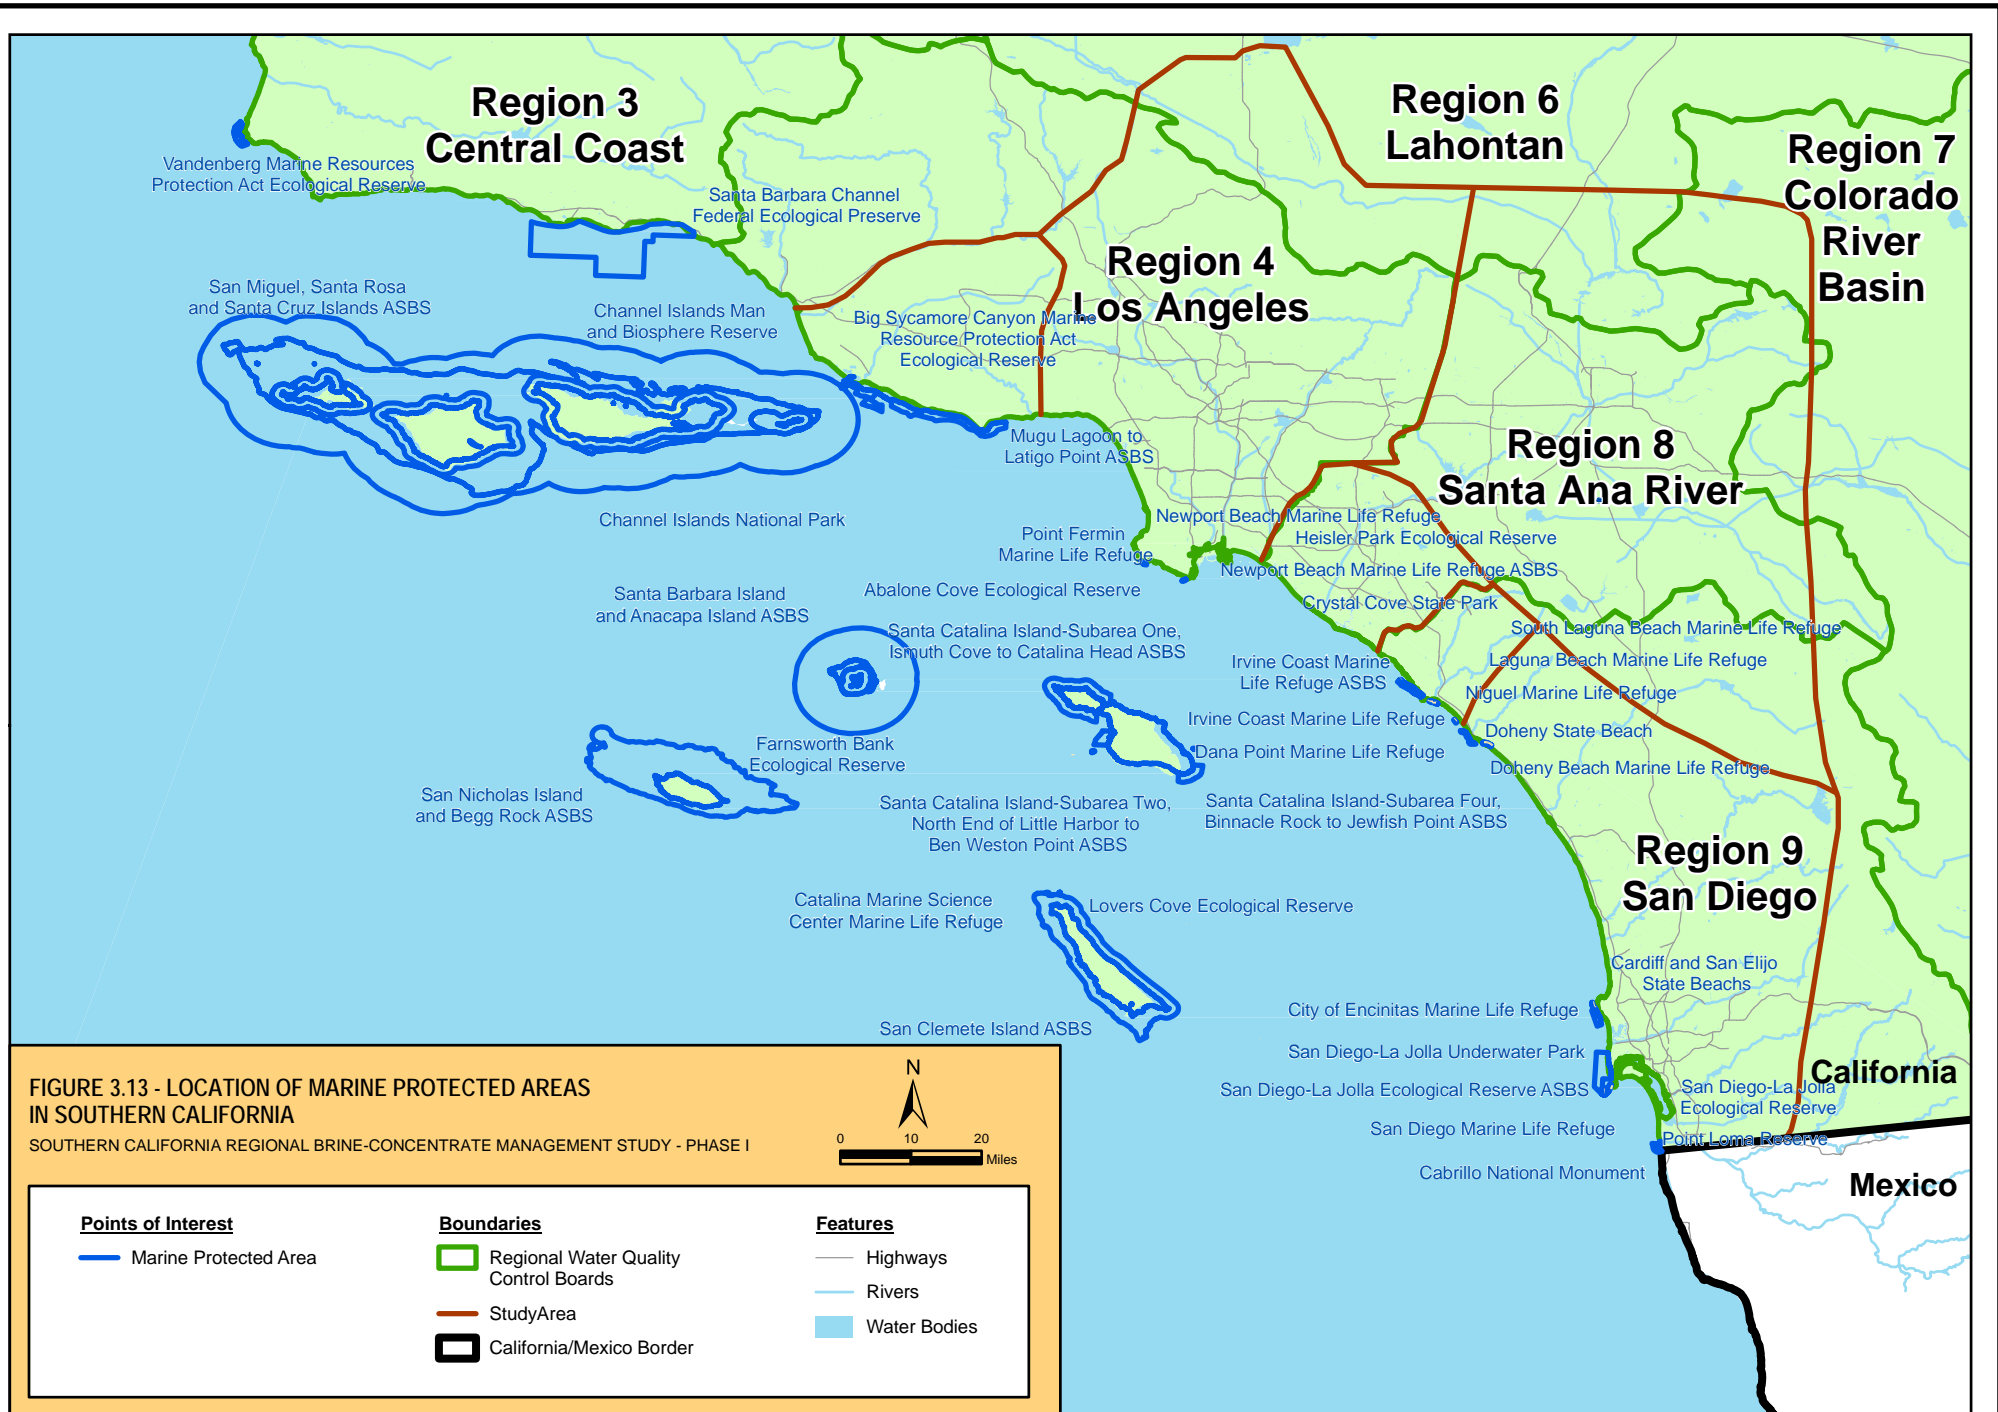 Region 3
Central Coast
Region 6
Lahontan
Region 7
Colorado
River
Basin
Vandenberg Marine Resources
Protection Act Ecological Reserve
Santa Barbara Channel
Federal Ecological Preserve
Region 4
Los Angeles
San Miguel, Santa Rosa
and Santa Cruz Islands ASBS
Channel Islands Man
and Biosphere Reserve
Big Sycamore Canyon Marine
Resource Protection Act
Ecological Reserve
Mugu Lagoon to
Latigo Point ASBS
Region 8
Santa Ana River
Channel Islands National Park
Point Fermin
Marine Life Refuge
Newport Beach Marine Life Refuge
Heisler Park Ecological Reserve
Newport Beach Marine Life Refuge ASBS
Abalone Cove Ecological Reserve
Crystal Cove State Park
Santa Barbara Island
and Anacapa Island ASBS
Santa Catalina Island-Subarea One,
Ismuth Cove to Catalina Head ASBS
South Laguna Beach Marine Life Refuge
Irvine Coast Marine
Life Refuge ASBS
Laguna Beach Marine Life Refuge
Niguel Marine Life Refuge
Irvine Coast Marine Life Refuge
Doheny State Beach
Dana Point Marine Life Refuge
Doheny Beach Marine Life Refuge
Farnsworth Bank
Ecological Reserve
San Nicholas Island
and Begg Rock ASBS
Santa Catalina Island-Subarea Two,
North End of Little Harbor to
Ben Weston Point ASBS
Santa Catalina Island-Subarea Four,
Binnacle Rock to Jewfish Point ASBS
Region 9
San Diego
Catalina Marine Science
Center Marine Life Refuge
Lovers Cove Ecological Reserve
Cardiff and San Elijo
State Beachs
City of Encinitas Marine Life Refuge
San Clemete Island ASBS
San Diego-La Jolla Underwater Park
San Diego-La Jolla Ecological Reserve ASBS
California
San Diego-La Jolla
Ecological Reserve
San Diego Marine Life Refuge
Point Loma Reserve
Cabrillo National Monument
Mexico
FIGURE 3.13 - LOCATION OF MARINE PROTECTED AREAS
IN SOUTHERN CALIFORNIA
SOUTHERN CALIFORNIA REGIONAL BRINE-CONCENTRATE MANAGEMENT STUDY - PHASE I
N
0 10 20
Miles
Points of Interest
Marine Protected Area
Boundaries
Regional Water Quality
Control Boards
StudyArea
California/Mexico Border
Features
Highways
Rivers
Water Bodies